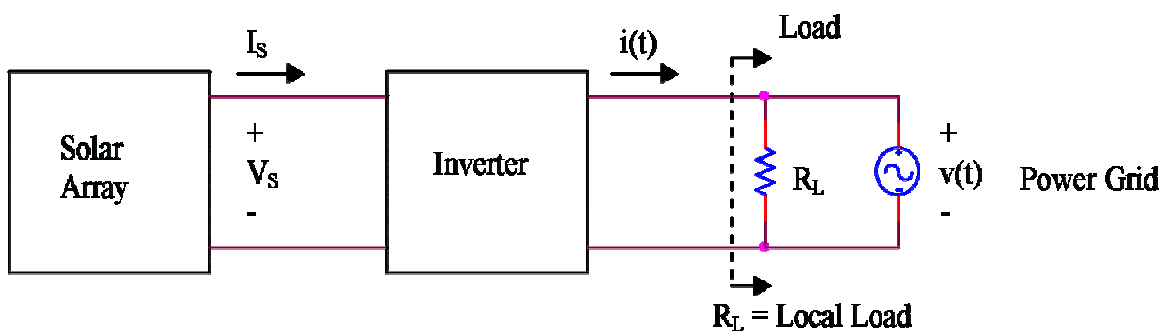 Load
I_S
i(t)
Solar
Array
+
V_S
-
Inverter
R_L
+
v(t)
-
Power Grid
R_L = Local Load